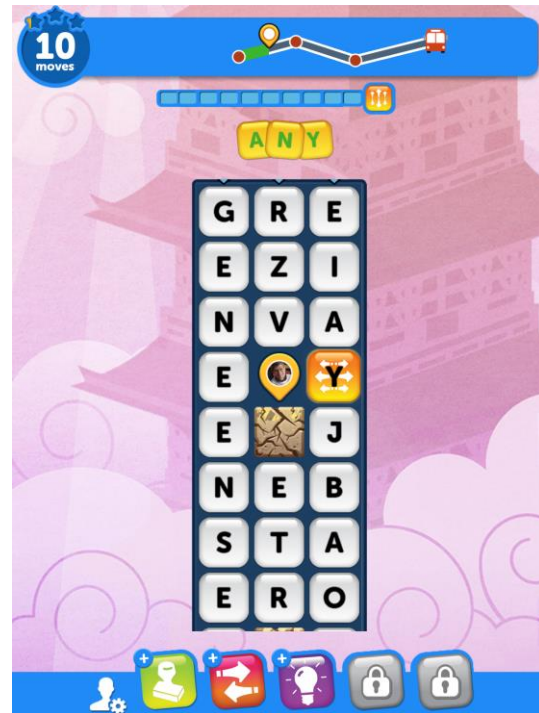 10
moves
ANY
G R E
E Z I
N V A
E Y
E J
N E B
S T A
E R O